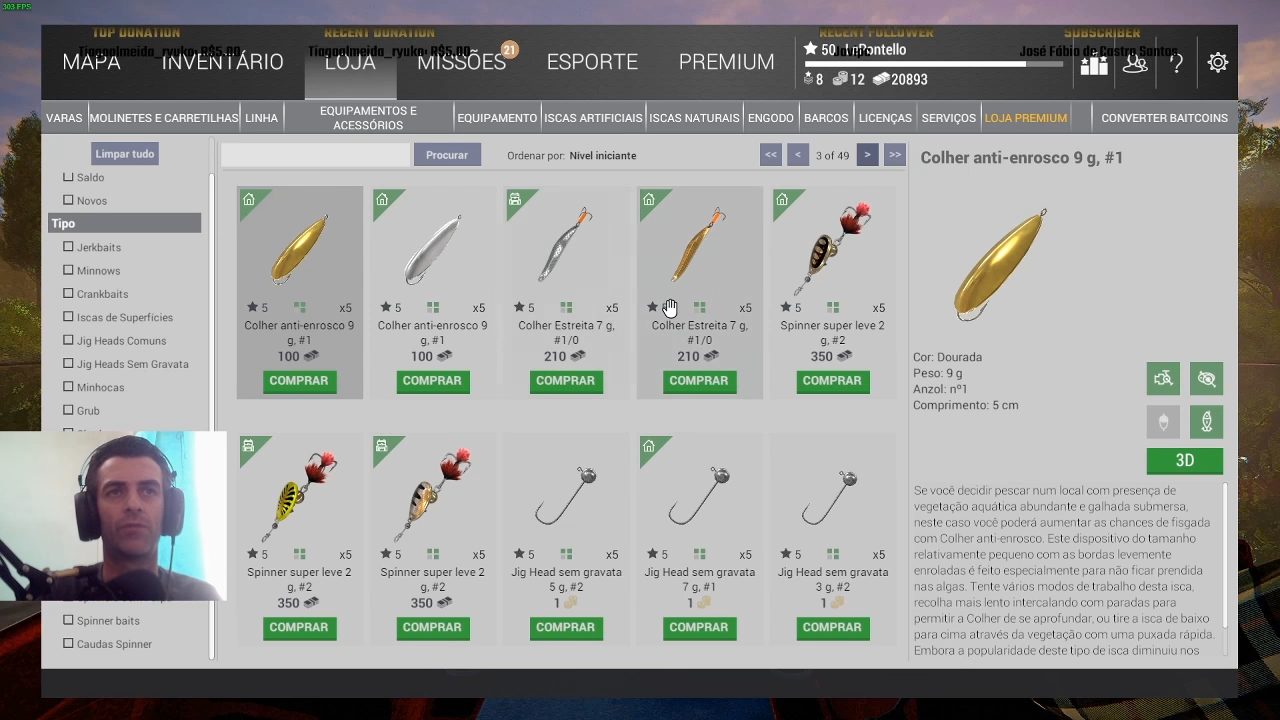 303 FPS
TOP DONATION
RECENT DONATION
RECENT FOLLOWER
SUBSCRIBER
Tiagoalmeida_ryuko: R$5,00
Tiagoalmeida_ryuko: R$5,00
José Fábio de Castro Santos
MAPA
INVENTÁRIO
LOJA
MISSÕES
21
ESPORTE
PREMIUM
8
12
20893
VARAS
MOLINETES E CARRETILHAS
LINHA
EQUIPAMENTOS E
ACESSÓRIOS
EQUIPAMENTO
ISCAS ARTIFICIAIS
ISCAS NATURAIS
ENGODO
BARCOS
LICENÇAS
SERVIÇOS
LOJA PREMIUM
CONVERTER BAITCOINS
Limpar tudo
Saldo
Novos
Tipo
Jerkbaits
Minnows
Crankbaits
Iscas de Superfícies
Jig Heads Comuns
Jig Heads Sem Gravata
Minhocas
Grub
Spinner baits
Caudas Spinner
Procurar
Ordenar por: Nível iniciante
<< < 3 of 49 > >>
5 x5
Colher anti-enrosco 9
g, #1
100
COMPRAR
5 x5
Colher anti-enrosco 9
g, #1
100
COMPRAR
5 x5
Colher Estreita 7 g,
#1/0
210
COMPRAR
x5
Colher Estreita 7 g,
#1/0
210
COMPRAR
5 x5
Spinner super leve 2
g, #2
350
COMPRAR
5 x5
Spinner super leve 2
g, #2
350
COMPRAR
5 x5
Spinner super leve 2
g, #2
350
COMPRAR
5 x5
Jig Head sem gravata
5 g, #2
1
COMPRAR
5 x5
Jig Head sem gravata
7 g, #1
1
COMPRAR
5 x5
Jig Head sem gravata
3 g, #2
1
COMPRAR
Colher anti-enrosco 9 g, #1
Cor: Dourada
Peso: 9 g
Anzol: nº1
Comprimento: 5 cm
3D
Se você decidir pescar num local com presença de
vegetação aquática abundante e galhada submersa,
neste caso você poderá aumentar as chances de fisgada
com Colher anti-enrosco. Este dispositivo do tamanho
relativamente pequeno com as bordas levemente
enroladas é feito especialmente para não ficar prendida
nas algas. Tente vários modos de trabalho desta isca,
recolha mais lento intercalando com paradas para
permitir a Colher de se aprofundar, ou tire a isca de baixo
para cima através da vegetação com uma puxada rápida.
Embora a popularidade deste tipo de isca diminuiu nos